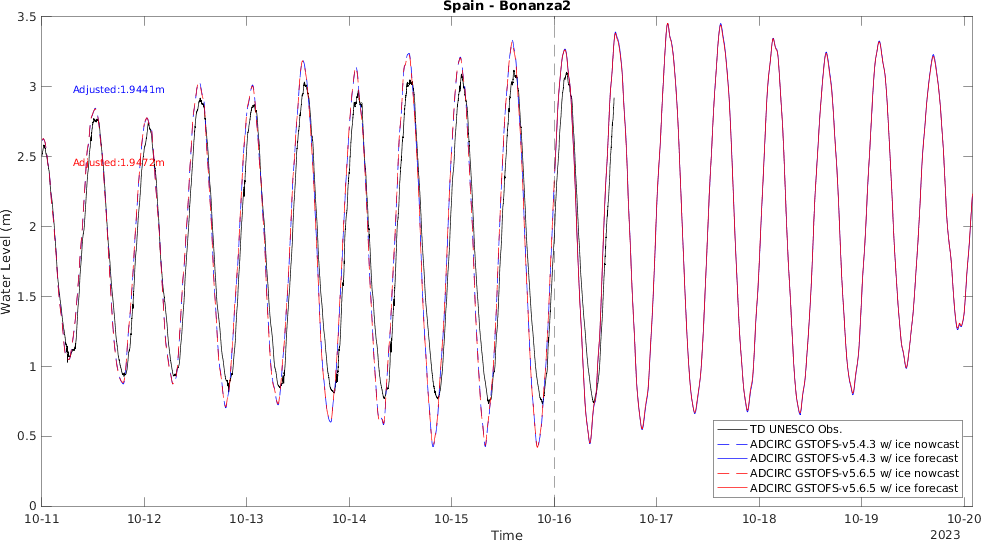 Spain - Bonanza2
3.5
3
2.5
2
1.5
1
0.5
0
Water Level (m)
Adjusted:1.9441m
Adjusted:1.9472m
TD UNESCO Obs.
ADCIRC GSTOFS-v5.4.3 w/ ice nowcast
ADCIRC GSTOFS-v5.4.3 w/ ice forecast
ADCIRC GSTOFS-v5.6.5 w/ ice nowcast
ADCIRC GSTOFS-v5.6.5 w/ ice forecast
10-11 10-12 10-13 10-14 10-15 10-16 10-17 10-18 10-19 10-20
Time
2023